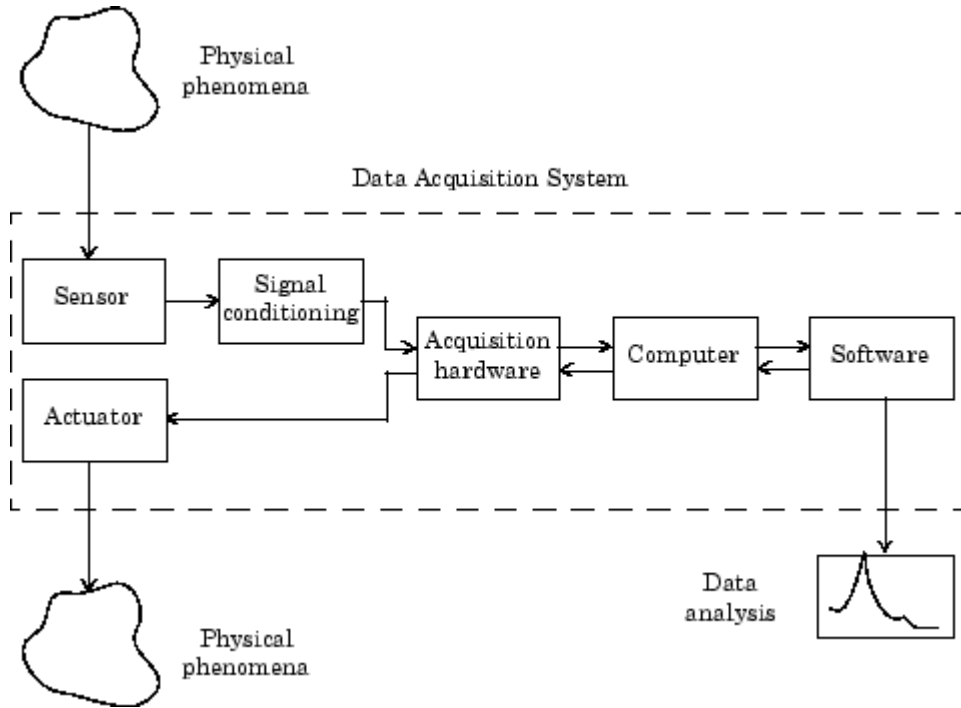 Physical
phenomena
Data Acquisition System
Sensor
Signal
conditioning
Acquisition
hardware
Computer
Software
Actuator
Data
analysis
Physical
phenomena